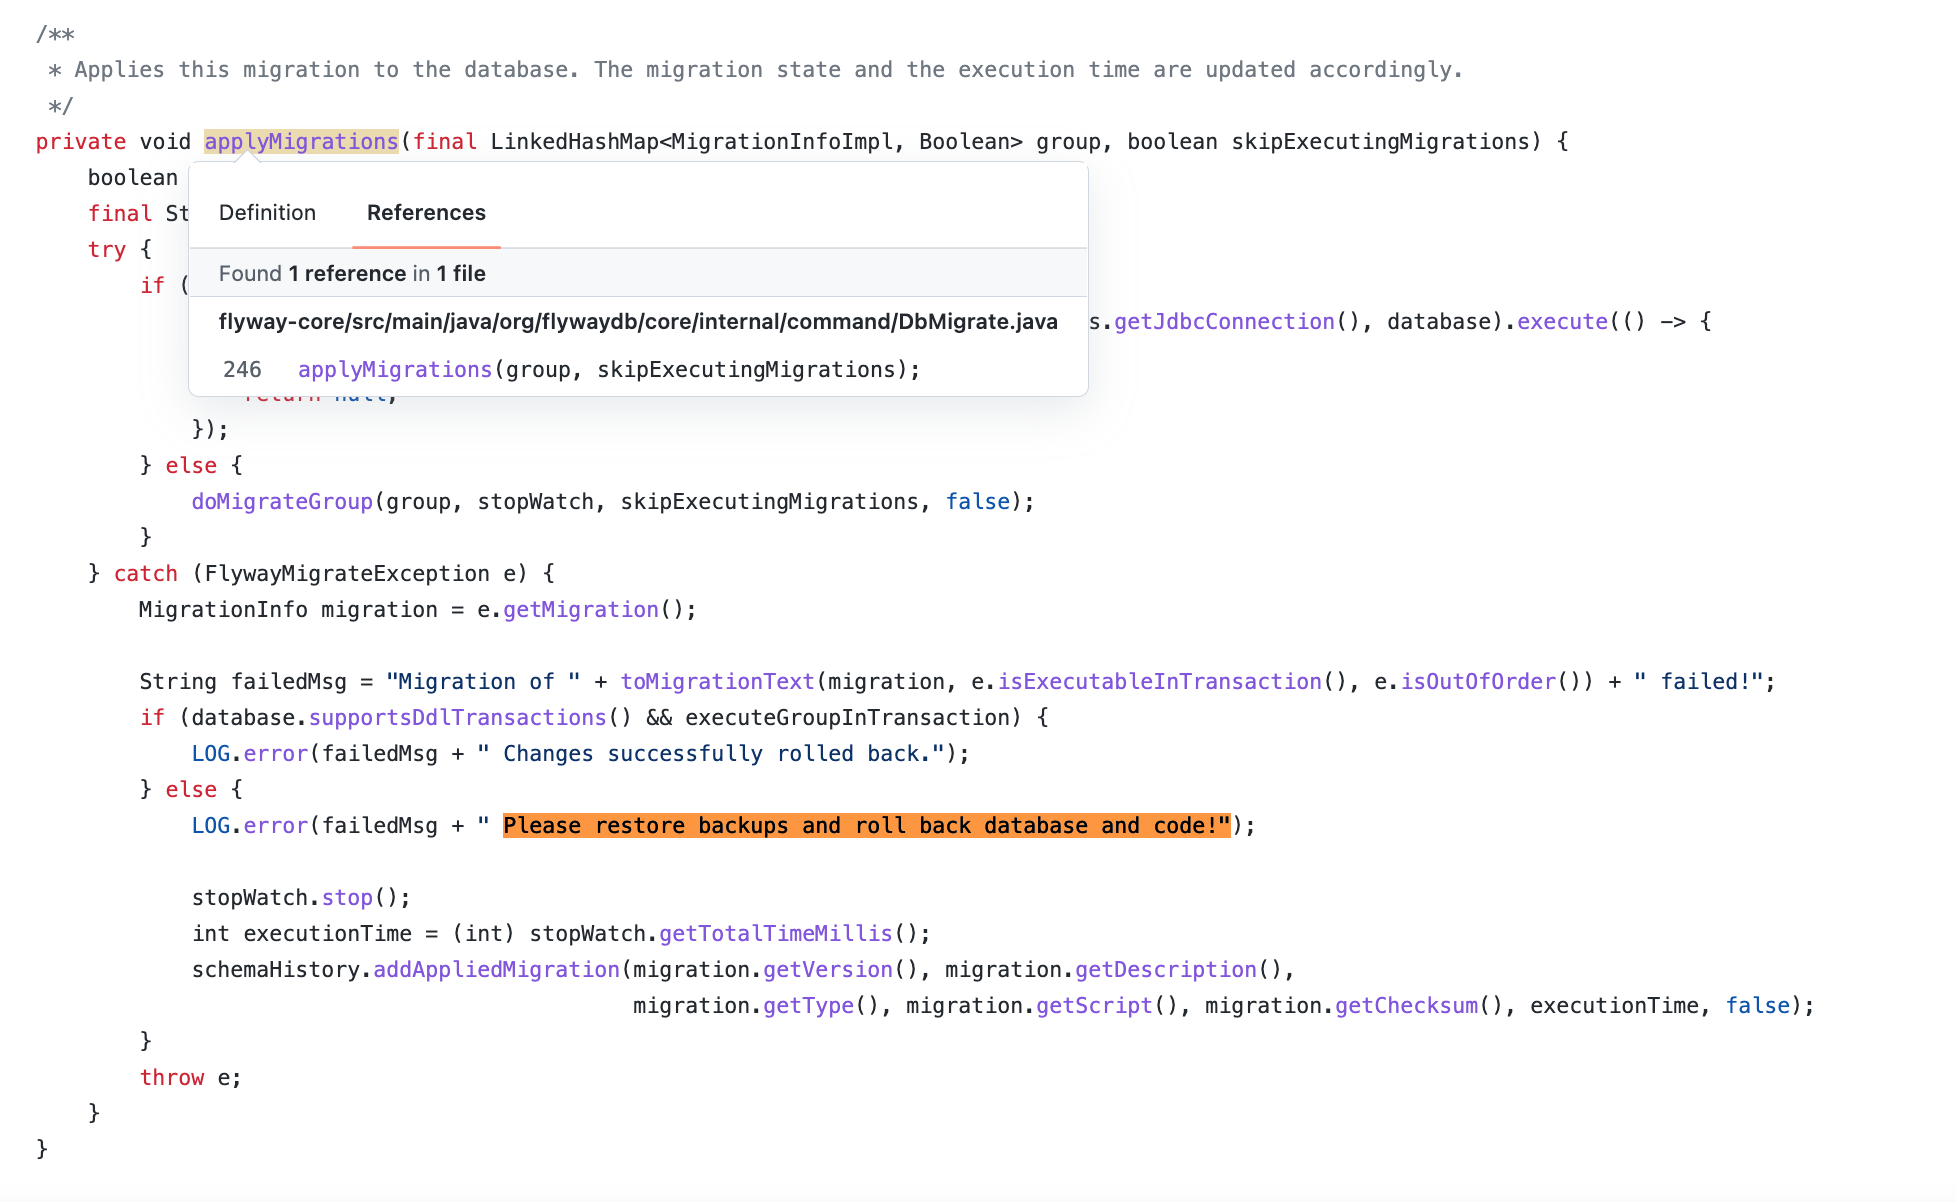 /**
 * Applies this migration to the database. The migration state and the execution time are updated accordingly.
 */
private void applyMigrations(final LinkedHashMap<MigrationInfoImpl, Boolean> group, boolean skipExecutingMigrations) {
boolean
final St
try {
if (
Definition References
Found 1 reference in 1 file
flyway-core/src/main/java/org/flywaydb/core/internal/command/DbMigrate.java
s.getJdbcConnection(), database).execute(() -> {
246 applyMigrations(group, skipExecutingMigrations);
return null;
});
} else {
doMigrateGroup(group, stopWatch, skipExecutingMigrations, false);
}
} catch (FlywayMigrateException e) {
MigrationInfo migration = e.getMigration();
String failedMsg = "Migration of " + toMigrationText(migration, e.isExecutableInTransaction(), e.isOutOfOrder()) + " failed!";
if (database.supportsDdlTransactions() && executeGroupInTransaction) {
LOG.error(failedMsg + " Changes successfully rolled back.");
} else {
LOG.error(failedMsg + " Please restore backups and roll back database and code!");
stopWatch.stop();
int executionTime = (int) stopWatch.getTotalTimeMillis();
schemaHistory.addAppliedMigration(migration.getVersion(), migration.getDescription(),
migration.getType(), migration.getScript(), migration.getChecksum(), executionTime, false);
}
throw e;
}
}